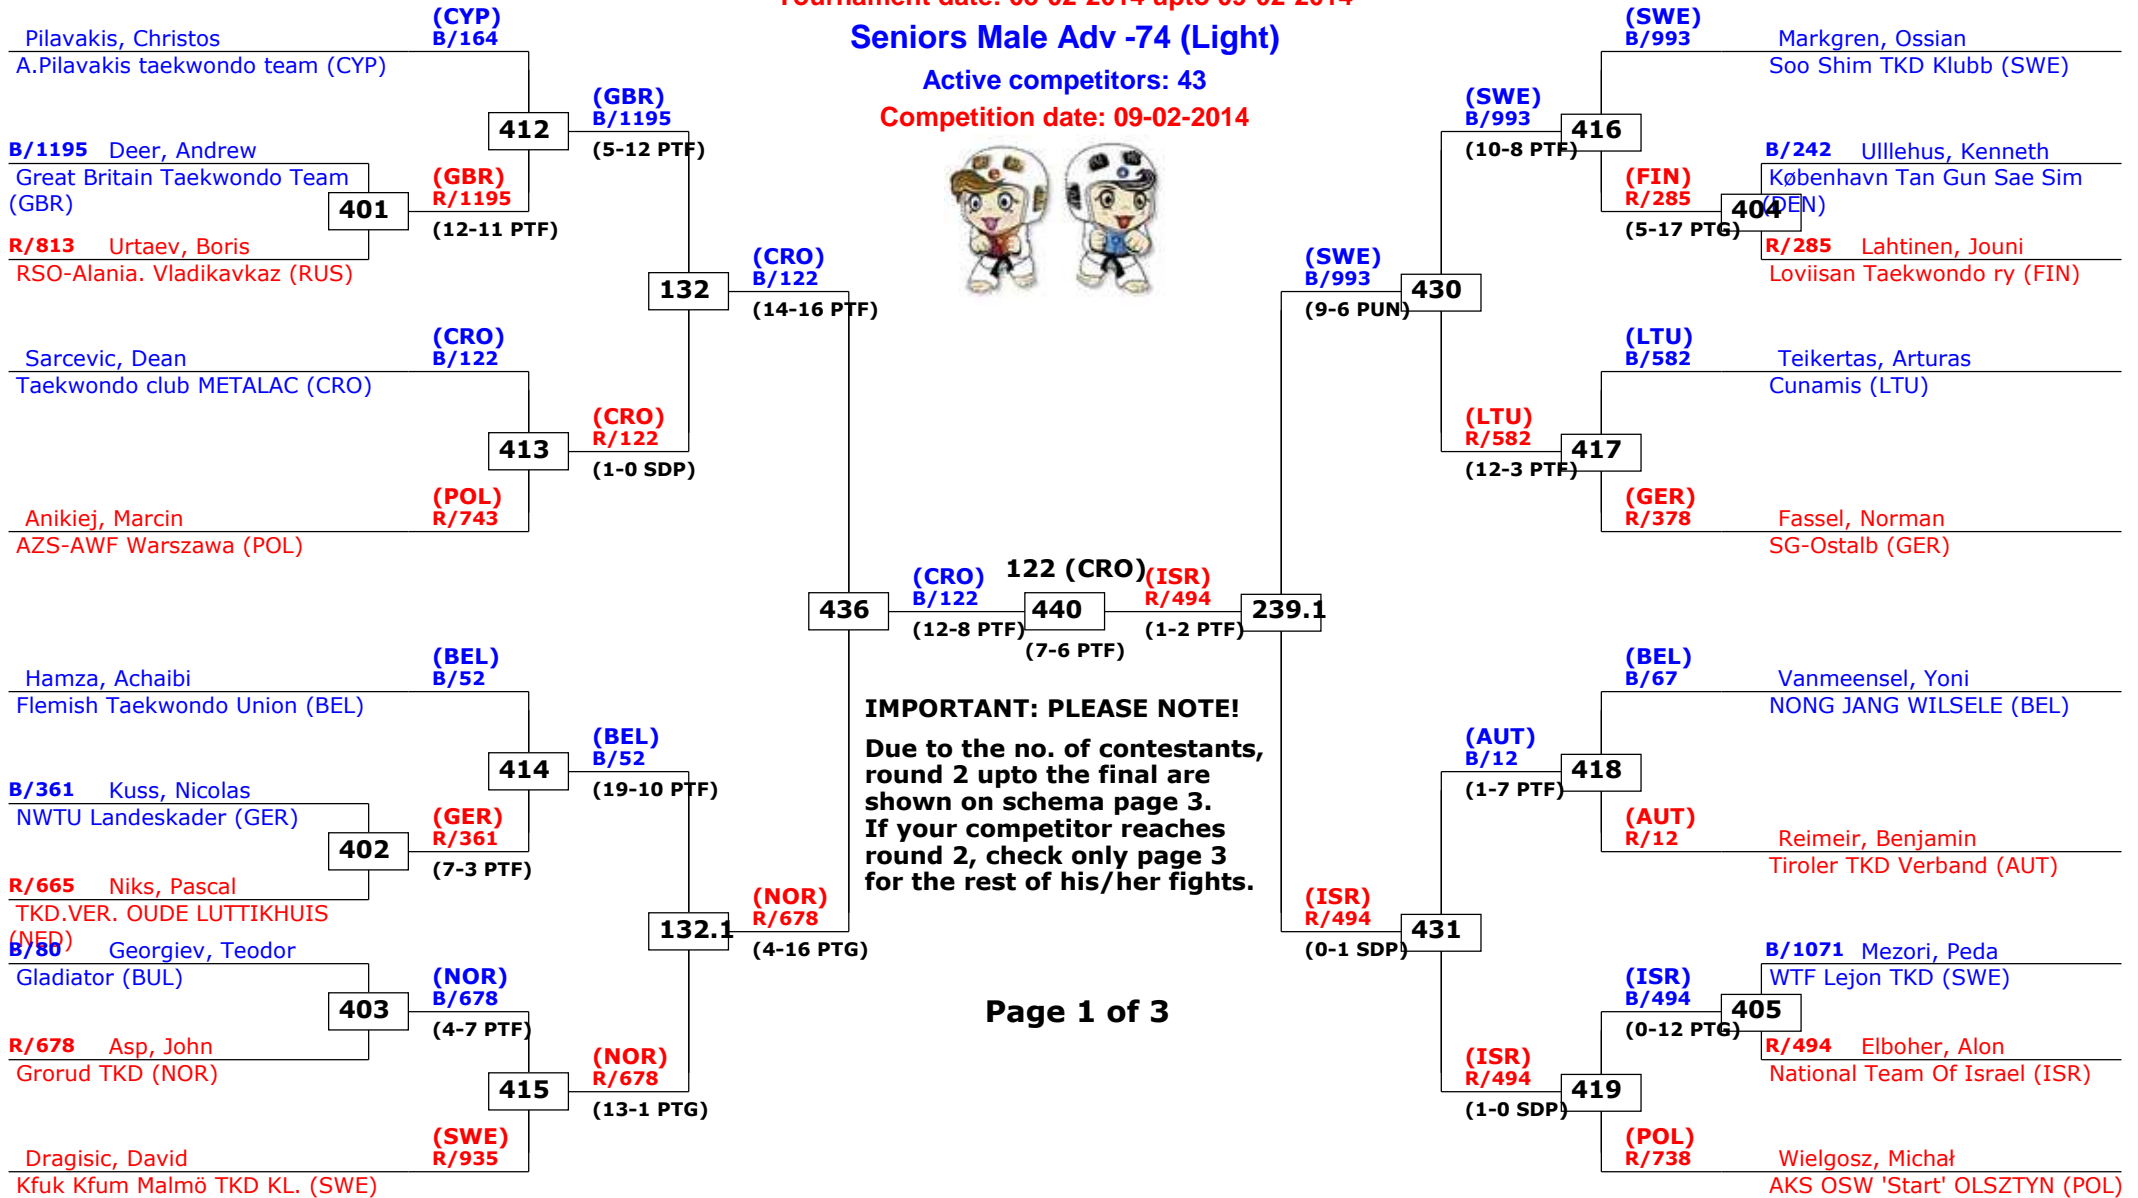 Tournament date: 08-02-2014 upto 09-02-2014
Seniors Male Adv -74 (Light)
Active competitors: 43
Competition date: 09-02-2014
(CYP)
Pilavakis, Christos B/164
A.Pilavakis taekwondo team (CYP)
412
(GBR)
B/1195
(5-12 PTF)
B/1195 Deer, Andrew
Great Britain Taekwondo Team
(GBR)
401
(GBR)
R/1195
(12-11 PTF)
R/813 Urtaev, Boris
RSO-Alania. Vladikavkaz (RUS)
132
(CRO)
B/122
(14-16 PTF)
(CRO)
Sarcevic, Dean B/122
Taekwondo club METALAC (CRO)
413
(CRO)
R/122
(1-0 SDP)
(POL)
Anikiej, Marcin R/743
AZS-AWF Warszawa (POL)
436
(CRO)
B/122
(12-8 PTF)
122 (CRO)
440
(7-6 PTF)
(ISR)
R/494
(1-2 PTF)
239.1
(BEL)
Hamza, Achaibi B/52
Flemish Taekwondo Union (BEL)
414
(BEL)
B/52
(19-10 PTF)
B/361 Kuss, Nicolas
NWTU Landeskader (GER)
402
(GER)
R/361
(7-3 PTF)
R/665 Niks, Pascal
TKD.VER. OUDE LUTTIKHUIS
(NED)
132.1
(NOR)
R/678
(4-16 PTG)
B/80 Georgiev, Teodor
Gladiator (BUL)
403
(NOR)
B/678
(4-7 PTF)
R/678 Asp, John
Grorud TKD (NOR)
415
(NOR)
R/678
(13-1 PTG)
(SWE)
Dragisic, David R/935
Kfuk Kfum Malmö TKD KL. (SWE)
IMPORTANT: PLEASE NOTE!
Due to the no. of contestants,
round 2 upto the final are
shown on schema page 3.
If your competitor reaches
round 2, check only page 3
for the rest of his/her fights.
Page 1 of 3
(SWE)
B/993 Markgren, Ossian
Soo Shim TKD Klubb (SWE)
(SWE)
B/993
(10-8 PTF)
416
B/242 Ulllehus, Kenneth
København Tan Gun Sae Sim
(DEN)
(FIN)
R/285
(5-17 PTG)
404
R/285 Lahtinen, Jouni
Loviisan Taekwondo ry (FIN)
(SWE)
B/993
(9-6 PUN)
430
(LTU)
B/582 Teikertas, Arturas
Cunamis (LTU)
(LTU)
R/582
(12-3 PTF)
417
(GER)
R/378 Fassel, Norman
SG-Ostalb (GER)
(BEL)
B/67 Vanmeensel, Yoni
NONG JANG WILSELE (BEL)
(AUT)
B/12
(1-7 PTF)
418
(AUT)
R/12 Reimeir, Benjamin
Tiroler TKD Verband (AUT)
(ISR)
R/494
(0-1 SDP)
431
B/1071 Mezori, Peda
WTF Lejon TKD (SWE)
(ISR)
B/494
(0-12 PTG)
405
R/494 Elboher, Alon
National Team Of Israel (ISR)
(ISR)
R/494
(1-0 SDP)
419
(POL)
R/738 Wielgosz, Michał
AKS OSW 'Start' OLSZTYN (POL)